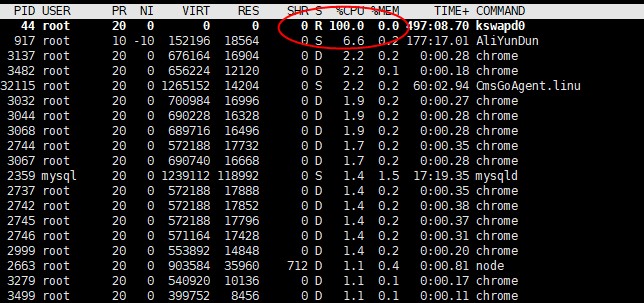 PID USER PR NI VIRT RES SHR S %CPU %MEM TIME+ COMMAND
44 root 20 0 0 0 0 R 100.0 0.0 497:08.70 kswapd0
917 root 10 -10 152196 18564 0 S 6.6 0.2 177:17.01 AliYunDun
3137 root 20 0 676164 16904 0 D 2.2 0.2 0:00.28 chrome
3482 root 20 0 656224 12120 0 D 2.2 0.1 0:00.18 chrome
32115 root 20 0 1265152 14204 0 S 2.2 0.2 60:02.94 CmsGoAgent.linu
3032 root 20 0 700984 16996 0 D 1.9 0.2 0:00.27 chrome
3044 root 20 0 690228 16328 0 D 1.9 0.2 0:00.28 chrome
3068 root 20 0 689716 16496 0 D 1.9 0.2 0:00.28 chrome
2744 root 20 0 572188 17732 0 D 1.7 0.2 0:00.35 chrome
3067 root 20 0 690740 16668 0 D 1.7 0.2 0:00.28 chrome
2359 mysql 20 0 1239112 118992 0 S 1.4 1.5 17:19.35 mysqld
2737 root 20 0 572188 17888 0 D 1.4 0.2 0:00.35 chrome
2742 root 20 0 572188 17852 0 D 1.4 0.2 0:00.38 chrome
2745 root 20 0 572188 17796 0 D 1.4 0.2 0:00.37 chrome
2746 root 20 0 571164 17428 0 D 1.4 0.2 0:00.31 chrome
2999 root 20 0 553892 14848 0 D 1.4 0.2 0:00.20 chrome
2663 root 20 0 903584 35960 712 D 1.1 0.4 0:00.81 node
3279 root 20 0 540920 10136 0 D 1.1 0.1 0:00.17 chrome
3499 root 20 0 399752 8456 0 D 1.1 0.1 0:00.11 chrome